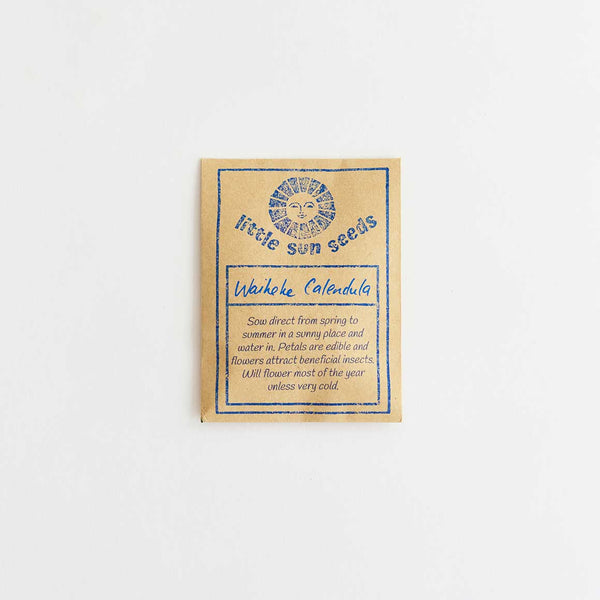 little sun seeds
Waiheke Calendula
Sow direct from spring to
summer in a sunny place and
water in. Petals are edible and
flowers attract beneficial insects.
Will flower most of the year
unless very cold.